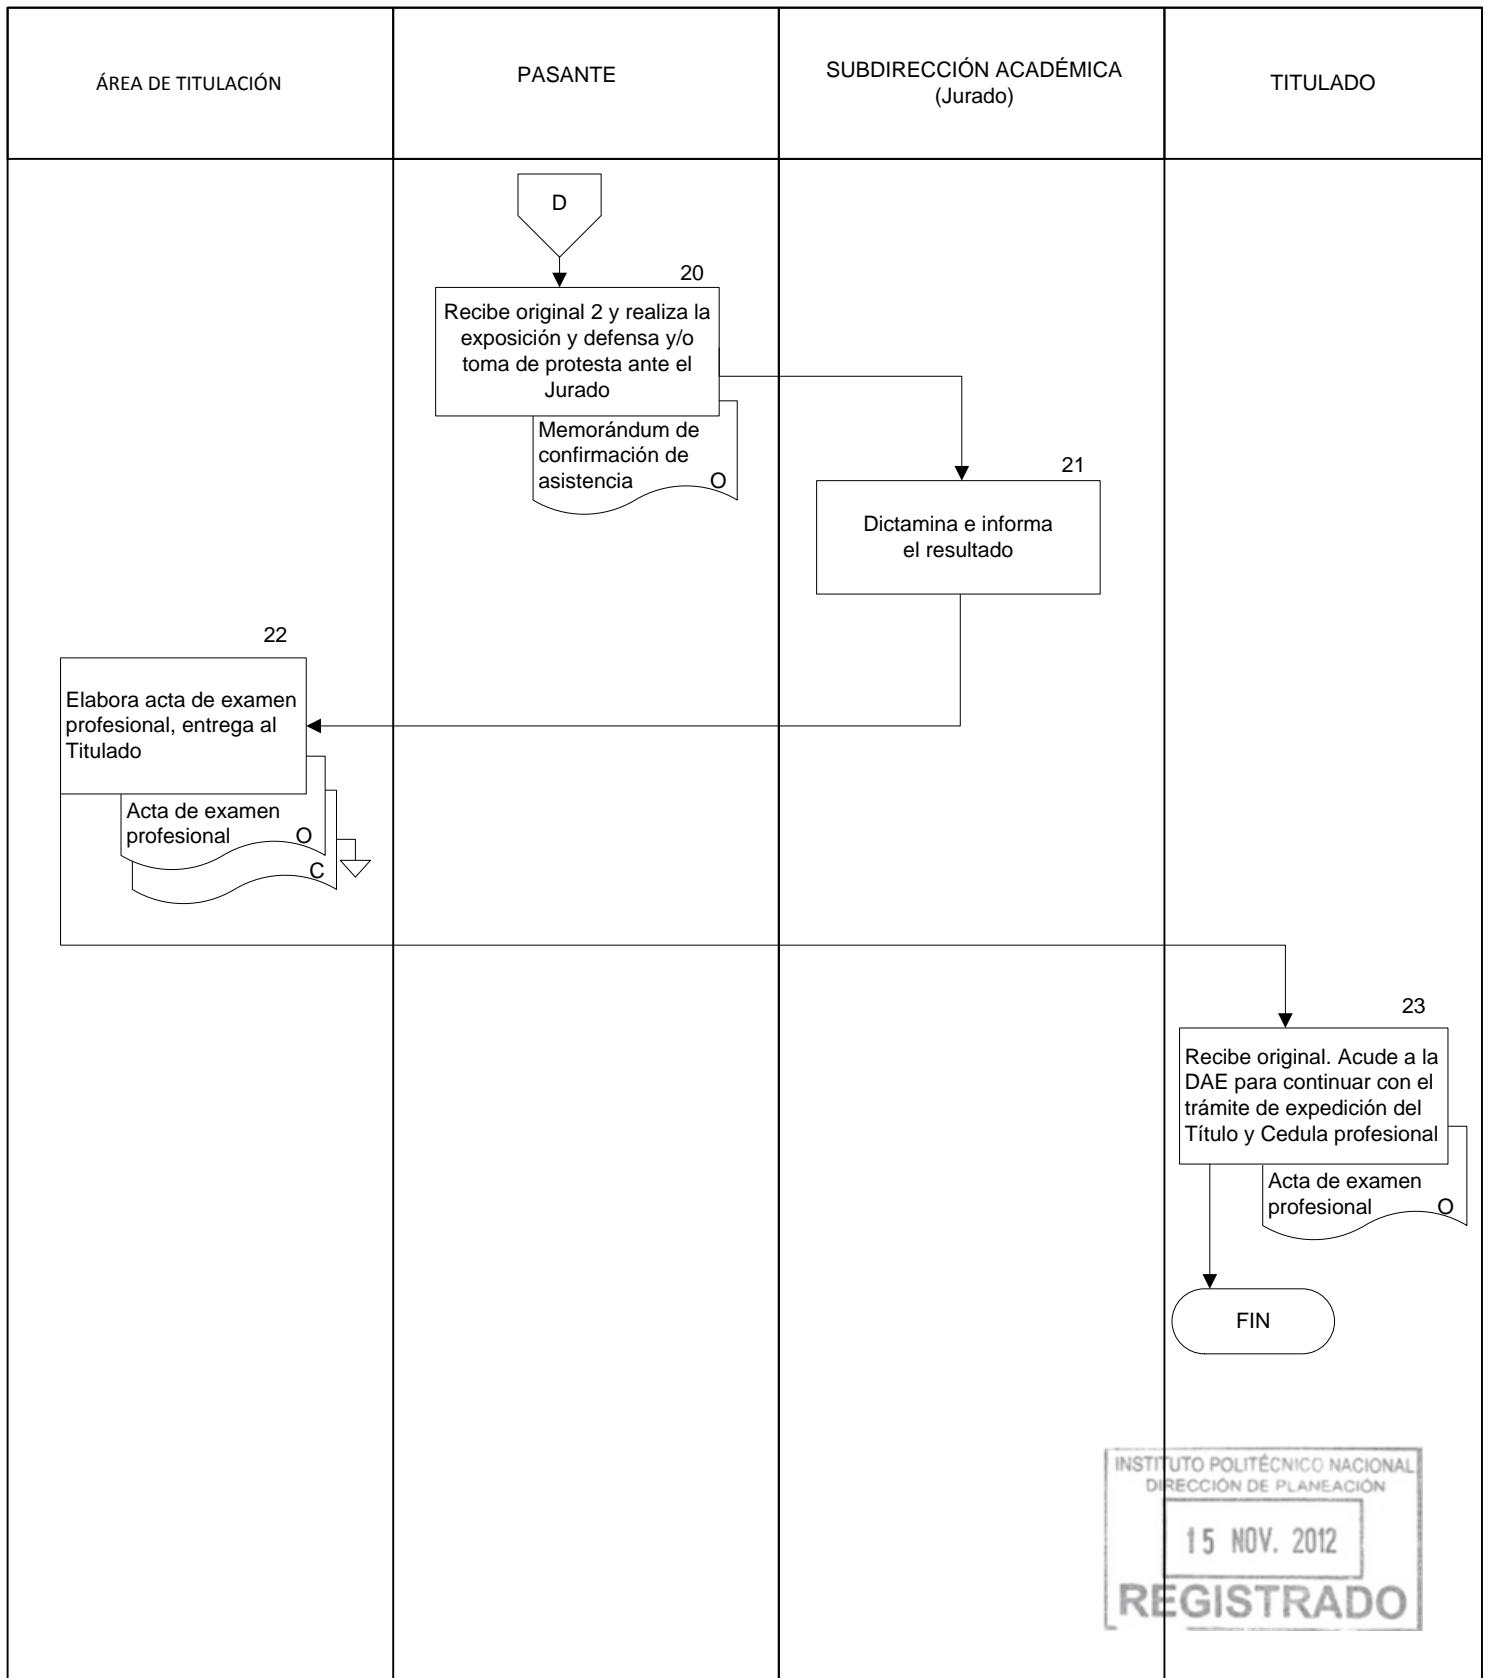 ÁREA DE TITULACIÓN
PASANTE
SUBDIRECCIÓN ACADÉMICA
(Jurado)
TITULADO
D
20
Recibe original 2 y realiza la
exposición y defensa y/o
toma de protesta ante el
Jurado
Memorándum de
confirmación de
asistencia
O
21
Dictamina e informa
el resultado
22
Elabora acta de examen
profesional, entrega al
Titulado
Acta de examen
profesional
O
C
23
Recibe original. Acude a la
DAE para continuar con el
trámite de expedición del
Título y Cedula profesional
Acta de examen
profesional
O
FIN
INSTITUTO POLITÉCNICO NACIONAL
DIRECCIÓN DE PLANEACIÓN
15 NOV. 2012
REGISTRADO